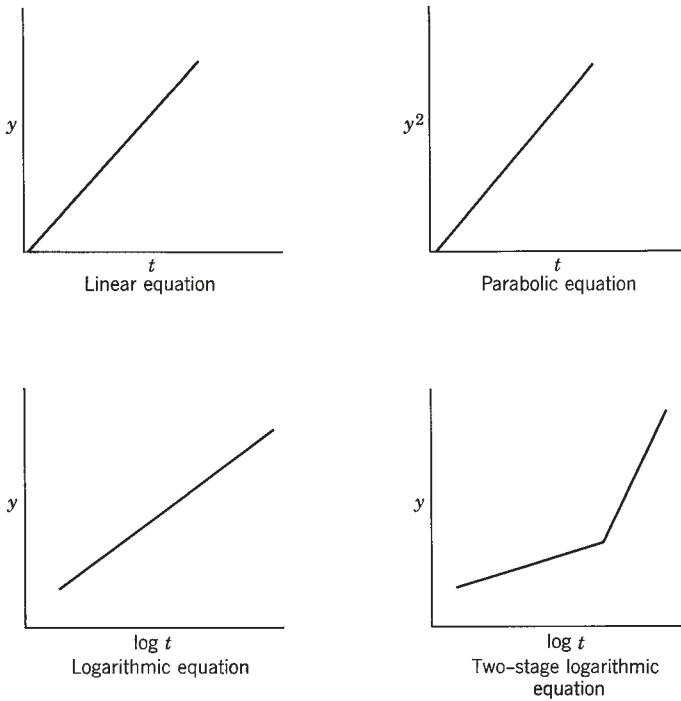 y
t
Linear equation
y²
t
Parabolic equation
y
log t
Logarithmic equation
y
log t
Two–stage logarithmic
equation